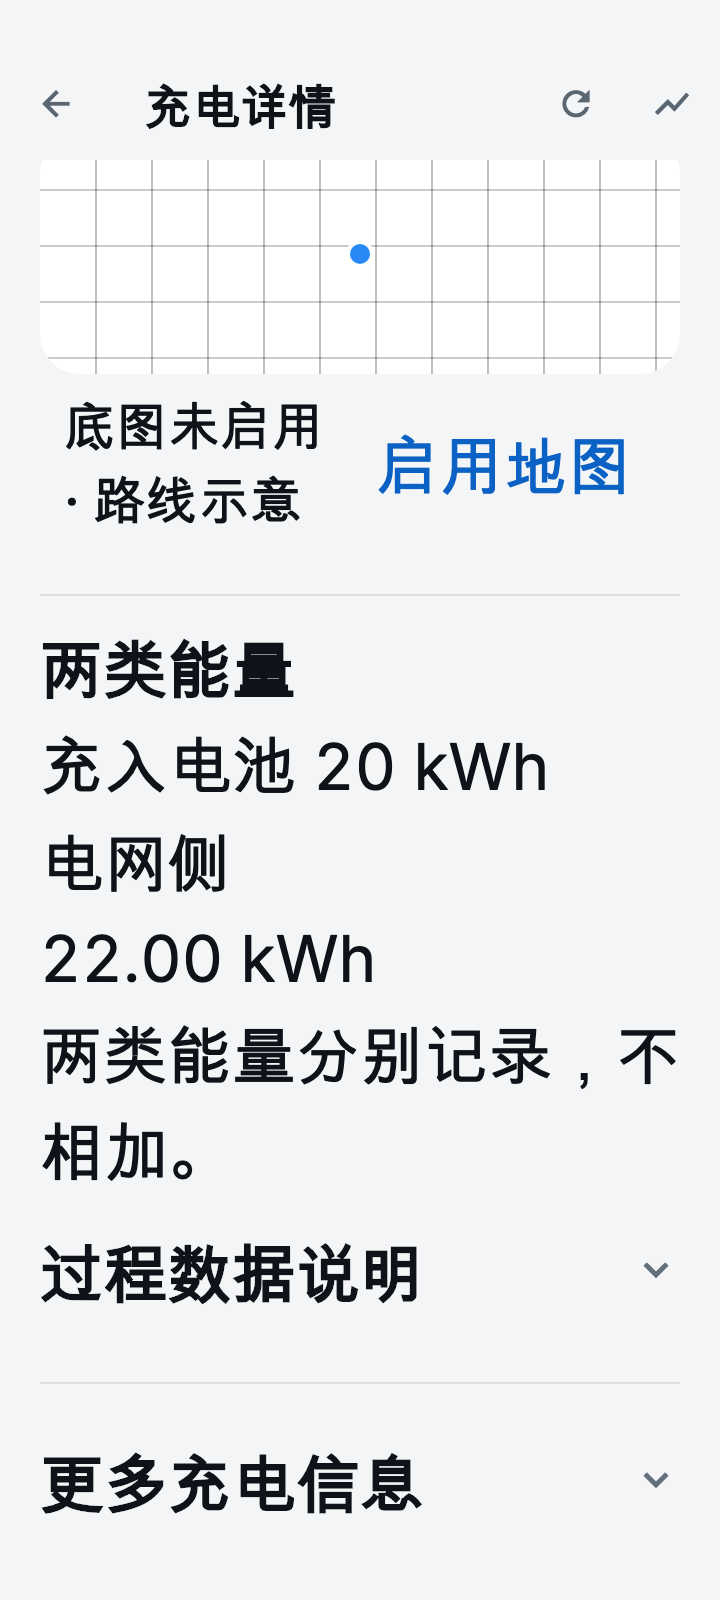 充电详情
底图未启用
· 路线示意
启用地图
两类能量
充入电池 20 kWh
电网侧
22.00 kWh
两类能量分别记录，不
相加。
过程数据说明
更多充电信息